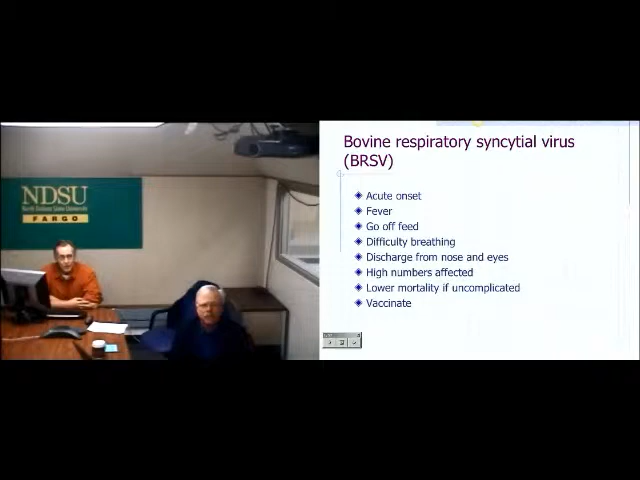 NDSU
North Dakota State University
FARGO
Bovine respiratory syncytial virus
(BRSV)
Acute onset
Fever
Go off feed
Difficulty breathing
Discharge from nose and eyes
High numbers affected
Lower mortality if uncomplicated
Vaccinate